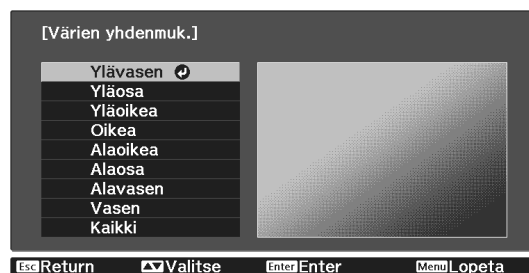 [Värien yhdenmuk.]
Ylävasen
Yläosa
Yläoikea
Oikea
Alaoikea
Alaosa
Alavasen
Vasen
Kaikki
Esc Return ▲▼ Valitse Enter Enter Menu Lopeta